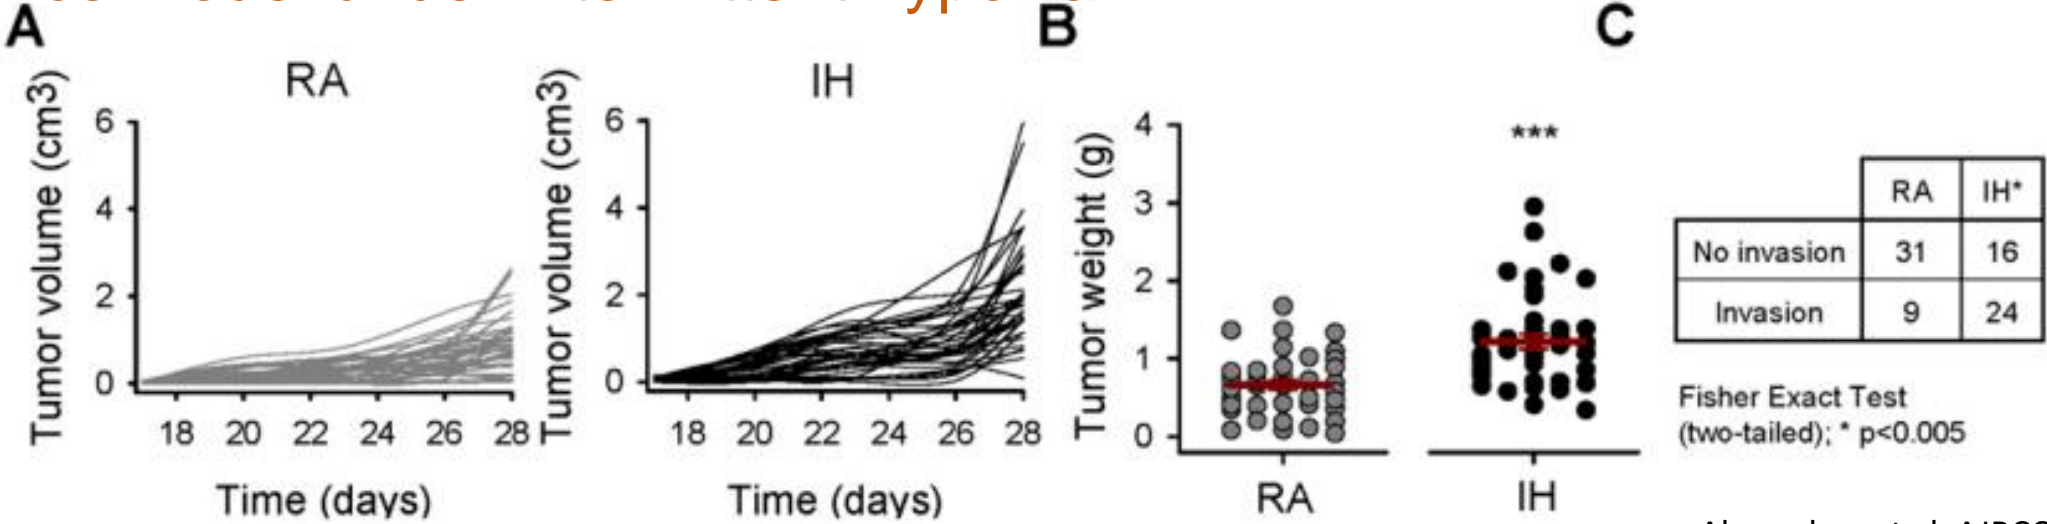 A
B
C
RA
IH
Tumor volume (cm3)
6
4
2
0
18 20 22 24 26 28
Time (days)
Tumor volume (cm3)
6
4
2
0
18 20 22 24 26 28
Time (days)
Tumor weight (g)
4
3
2
1
0
***
RA IH
RA IH*
No invasion 31 16
Invasion 9 24
Fisher Exact Test
(two-tailed); * p<0.005